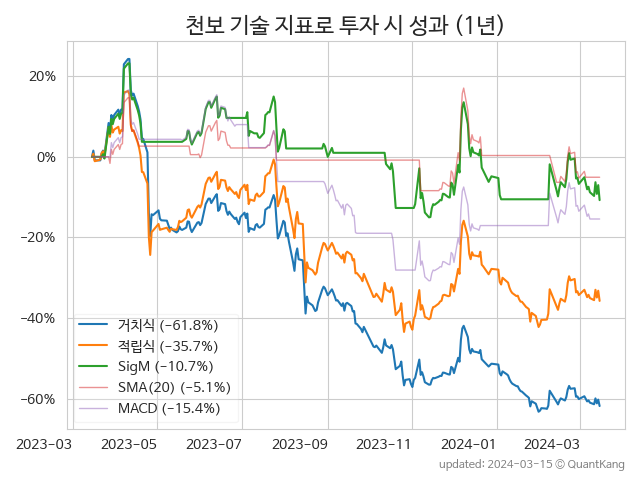 천보 기술 지표로 투자 시 성과 (1년)
20%
0%
−20%
−40%
−60%
거치식 (−61.8%)
적립식 (−35.7%)
SigM (−10.7%)
SMA(20) (−5.1%)
MACD (−15.4%)
2023−03 2023−05 2023−07 2023−09 2023−11 2024−01 2024−03
updated: 2024−03−15 © QuantKang